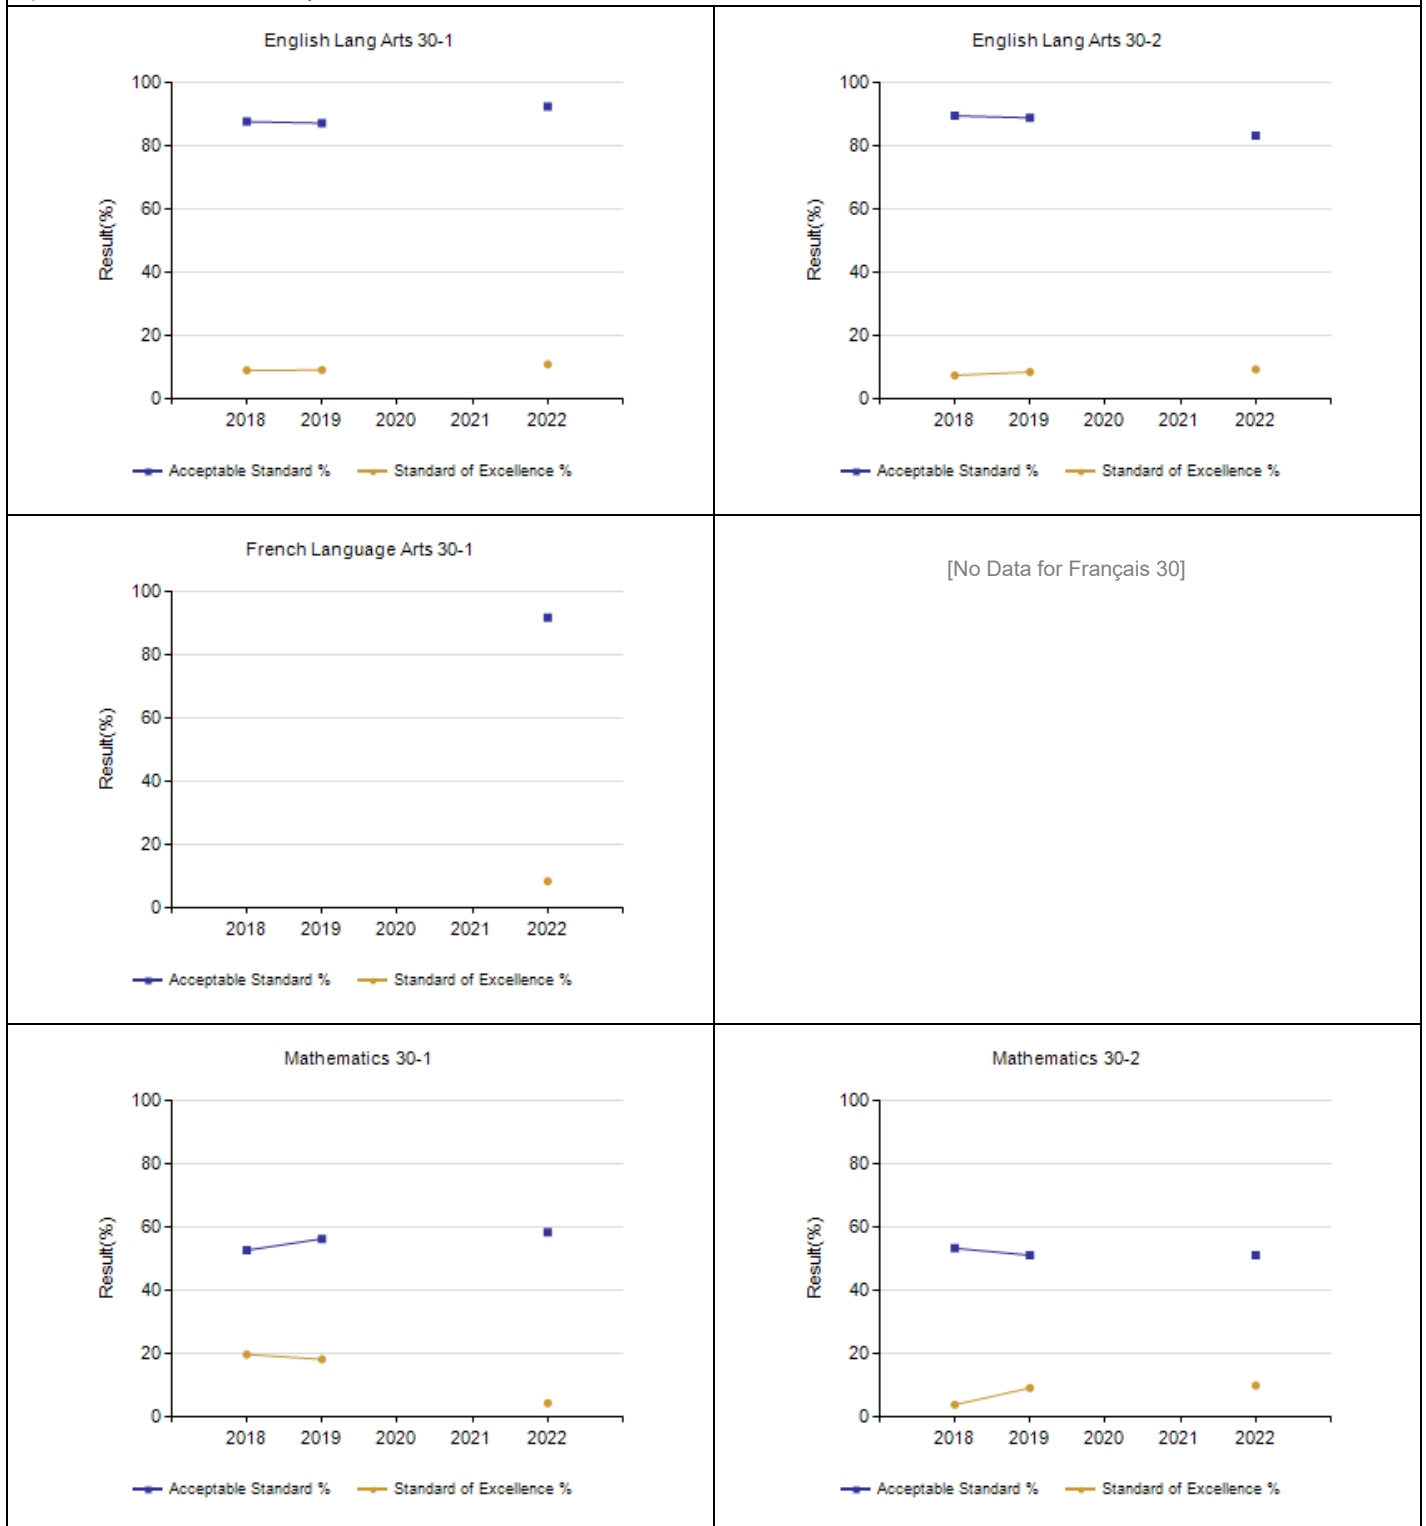 English Lang Arts 30-1
100
80
60
40
20
0
Result(%)
2018 2019 2020 2021 2022
Acceptable Standard % Standard of Excellence %
English Lang Arts 30-2
100
80
60
40
20
0
Result(%)
2018 2019 2020 2021 2022
Acceptable Standard % Standard of Excellence %
French Language Arts 30-1
100
80
60
40
20
0
Result(%)
2018 2019 2020 2021 2022
Acceptable Standard % Standard of Excellence %
[No Data for Français 30]
Mathematics 30-1
100
80
60
40
20
0
Result(%)
2018 2019 2020 2021 2022
Acceptable Standard % Standard of Excellence %
Mathematics 30-2
100
80
60
40
20
0
Result(%)
2018 2019 2020 2021 2022
Acceptable Standard % Standard of Excellence %